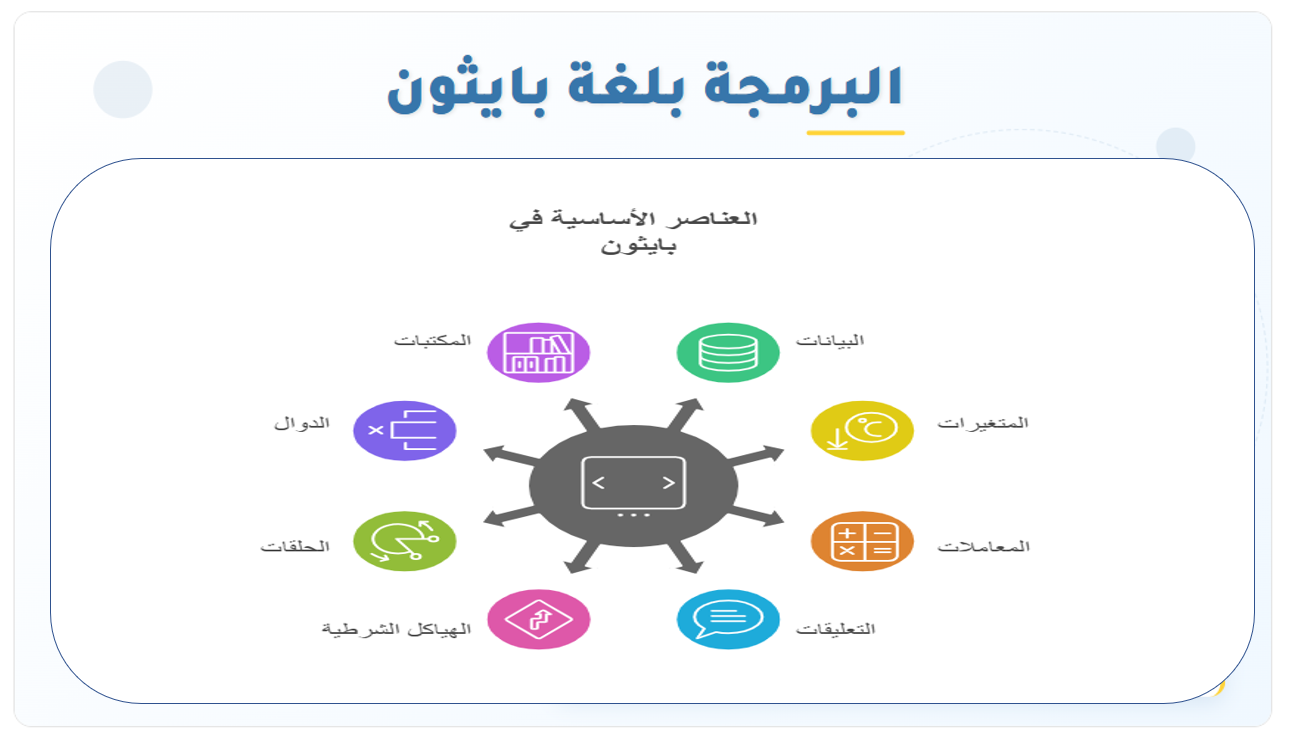 البرمجة بلغة بايثون
العناصر الأساسية في
بايثون
البيانات
المكتبات
المتغيرات
الدوال
المعاملات
الحلقات
التعليقات
الهياكل الشرطية